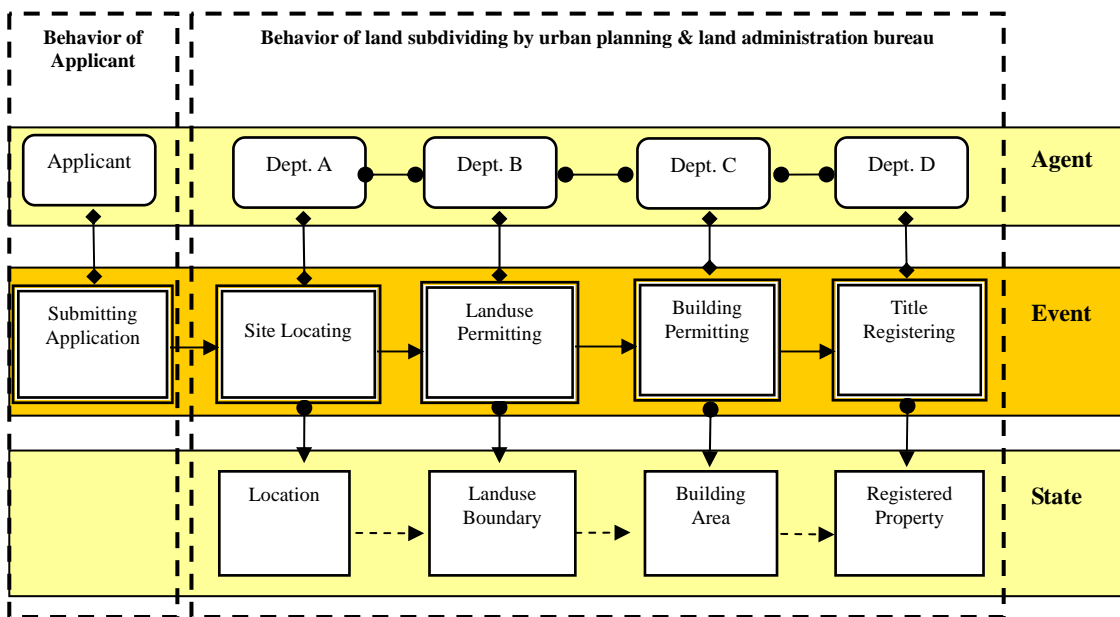 Behavior of
Applicant
Behavior of land subdividing by urban planning & land administration bureau
Applicant
Dept. A
Dept. B
Dept. C
Dept. D
Agent
Submitting
Application
Site Locating
Landuse
Permitting
Building
Permitting
Title
Registering
Event
Location
Landuse
Boundary
Building
Area
Registered
Property
State